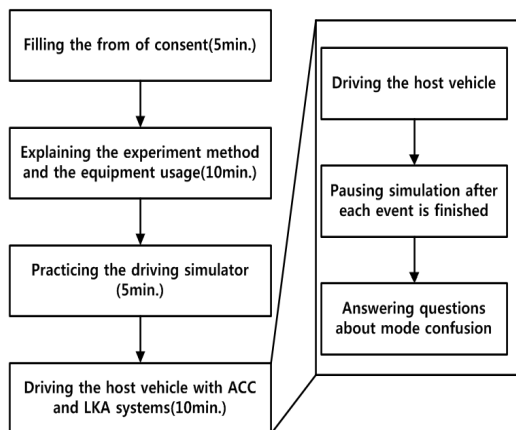 Filling the from of consent(5min.)
Explaining the experiment method
and the equipment usage(10min.)
Practicing the driving simulator
(5min.)
Driving the host vehicle with ACC
and LKA systems(10min.)
Driving the host vehicle
Pausing simulation after
each event is finished
Answering questions
about mode confusion